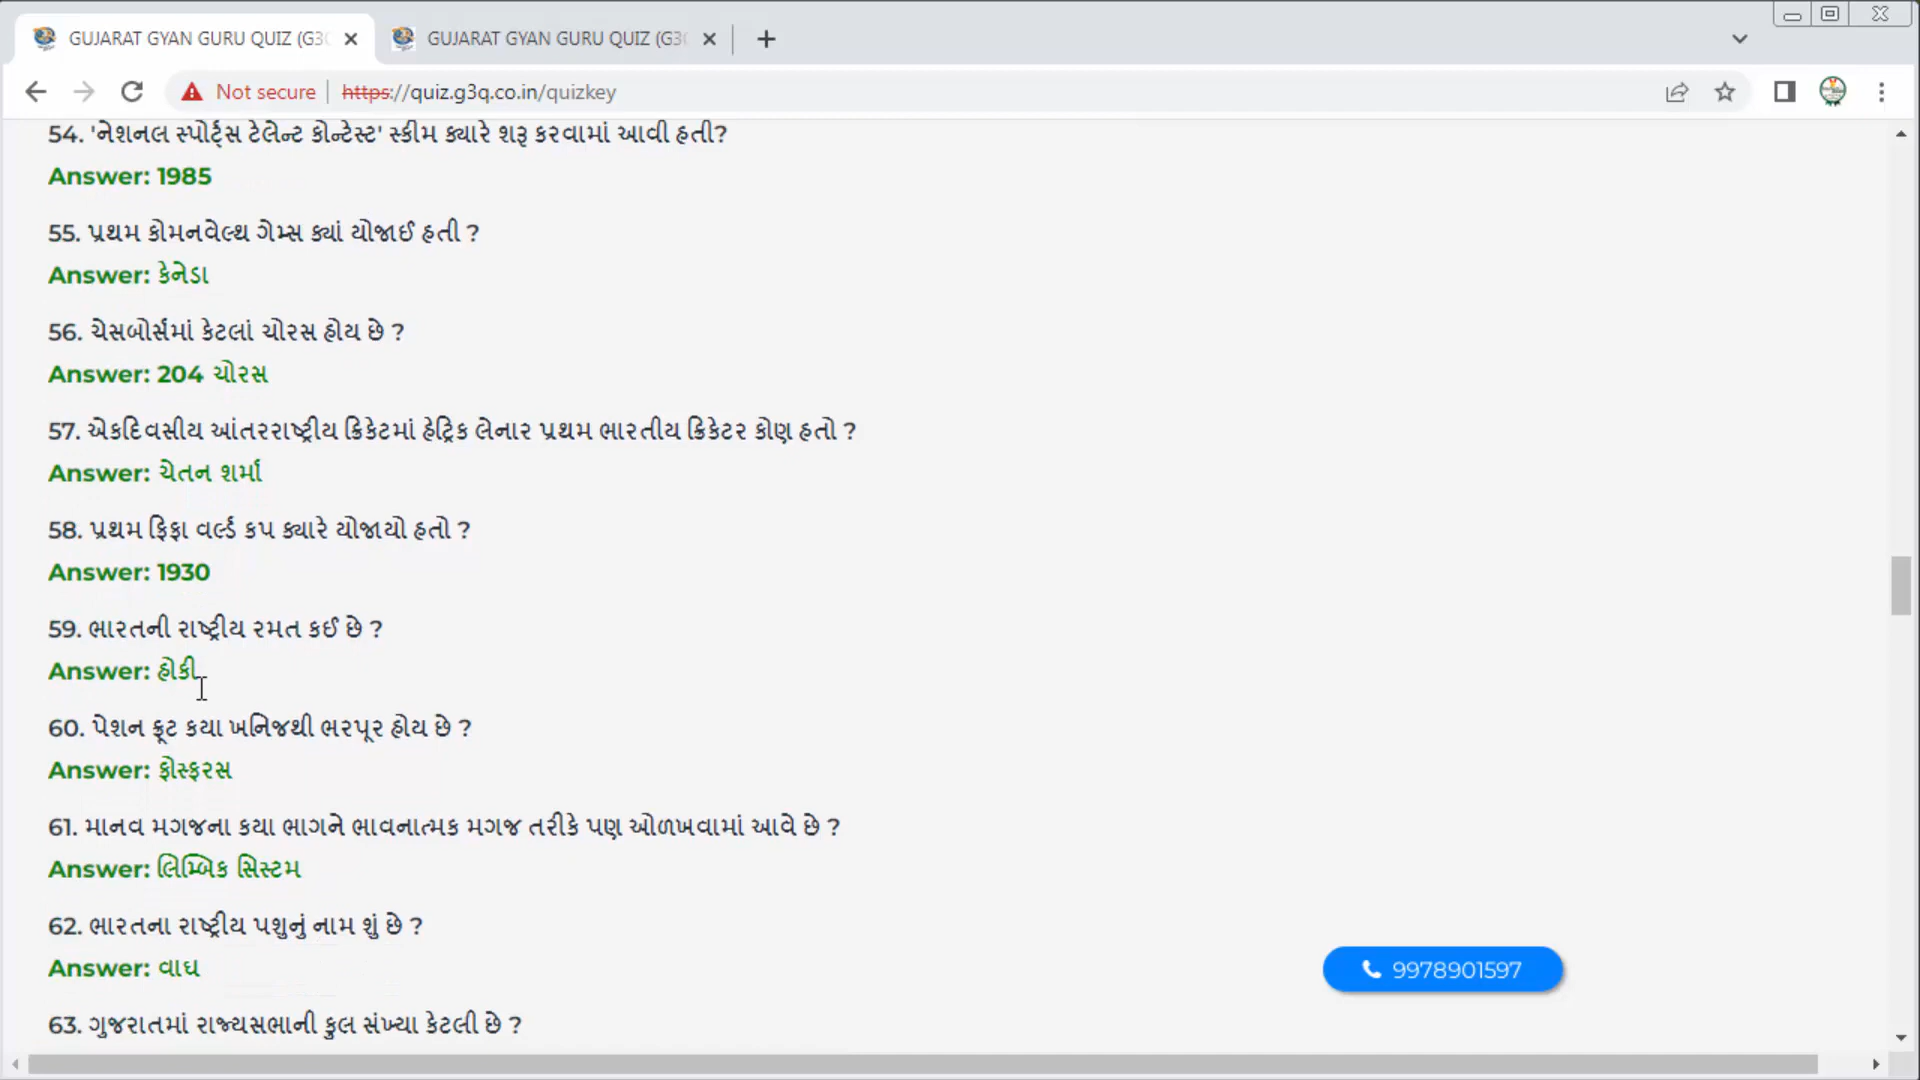 GUJARAT GYAN GURU QUIZ (G3
GUJARAT GYAN GURU QUIZ (G3
Not secure
https://quiz.g3q.co.in/quizkey
54. 'નેશનલ સ્પોર્ટ્સ ટેલેન્ટ કોન્ટેસ્ટ' સ્કીમ ક્યારે શરૂ કરવામાં આવી હતી?
Answer: 1985
55. પ્રથમ કોમનવેલ્થ ગેમ્સ ક્યાં યોજાઈ હતી ?
Answer: કેનેડા
56. ચેસબોર્સમાં કેટલાં ચોરસ હોય છે ?
Answer: 204 ચોરસ
57. એકદિવસીય આંતરરાષ્ટ્રીય ક્રિકેટમાં હેટ્રિક લેનાર પ્રથમ ભારતીય ક્રિકેટર કોણ હતો ?
Answer: ચેતન શર્મા
58. પ્રથમ ફિફા વર્લ્ડ કપ ક્યારે યોજાયો હતો ?
Answer: 1930
59. ભારતની રાષ્ટ્રીય રમત કઈ છે ?
Answer: હોકી
60. પેશન ફ્રૂટ કયા ખનિજથી ભરપૂર હોય છે ?
Answer: ફોસ્ફરસ
61. માનવ મગજના કયા ભાગને ભાવનાત્મક મગજ તરીકે પણ ઓળખવામાં આવે છે ?
Answer: લિમ્બિક સિસ્ટમ
62. ભારતના રાષ્ટ્રીય પશુનું નામ શું છે ?
Answer: વાઘ
9978901597
63. ગુજરાતમાં રાજ્યસભાની કુલ સંખ્યા કેટલી છે ?